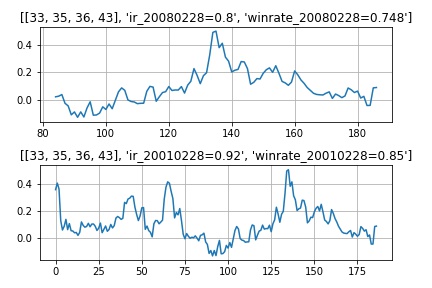 [[33, 35, 36, 43], 'ir_20080228=0.8', 'winrate_20080228=0.748']
0.4
0.2
0.0
80 100 120 140 160 180
[[33, 35, 36, 43], 'ir_20010228=0.92', 'winrate_20010228=0.85']
0.4
0.2
0.0
0 25 50 75 100 125 150 175